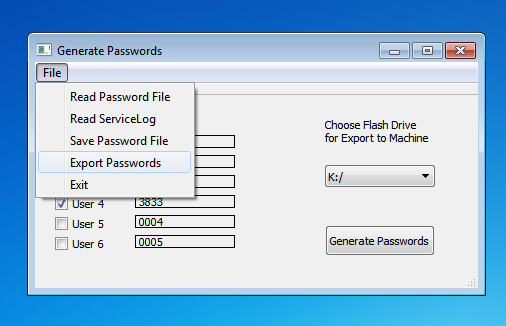 Generate Passwords
File
Read Password File
Read ServiceLog
Save Password File
Export Passwords
Exit
Choose Flash Drive
for Export to Machine
K:/
User 4 3833
User 5 0004
User 6 0005
Generate Passwords